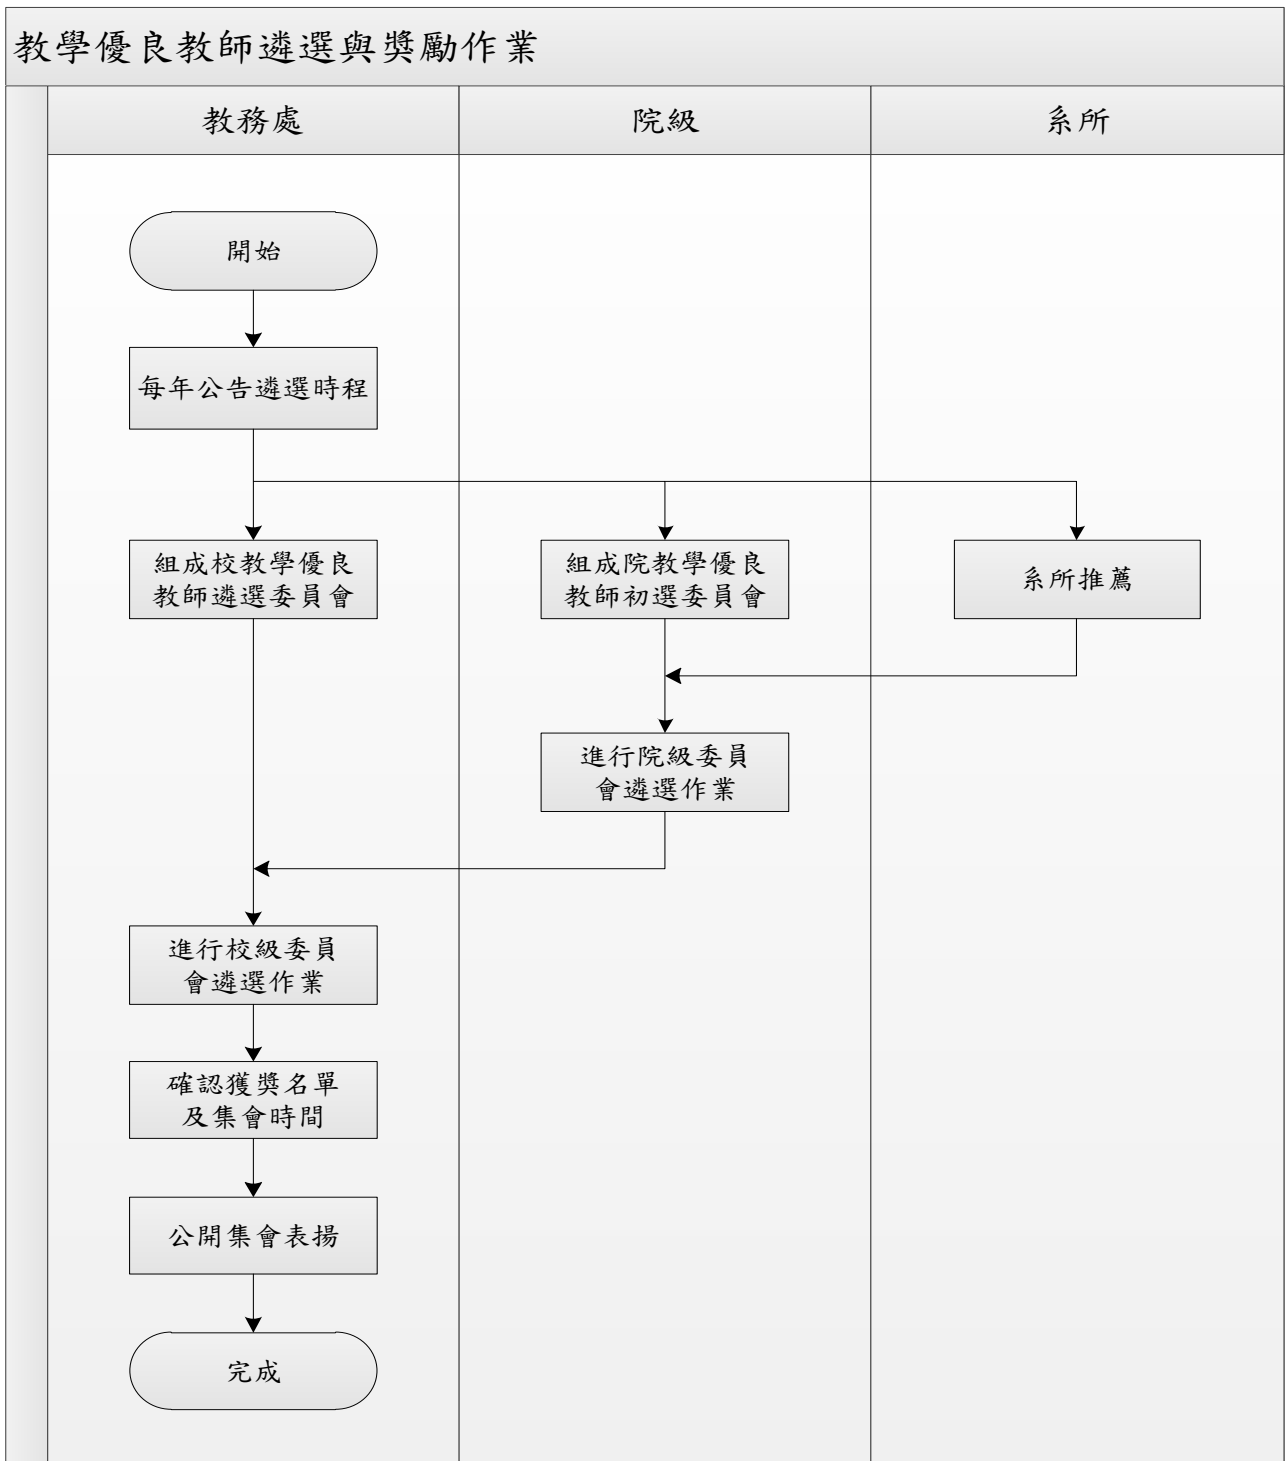 教學優良教師遴選與獎勵作業
教務處
院級
系所
開始
每年公告遴選時程
組成校教學優良
教師遴選委員會
組成院教學優良
教師初選委員會
系所推薦
進行院級委員
會遴選作業
進行校級委員
會遴選作業
確認獲獎名單
及集會時間
公開集會表揚
完成